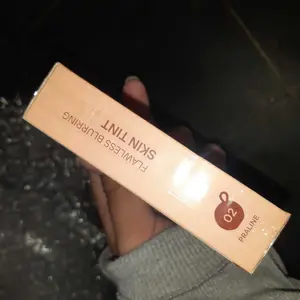 FLAWLESS BLURRING
SKIN TINT
02
PRALINE